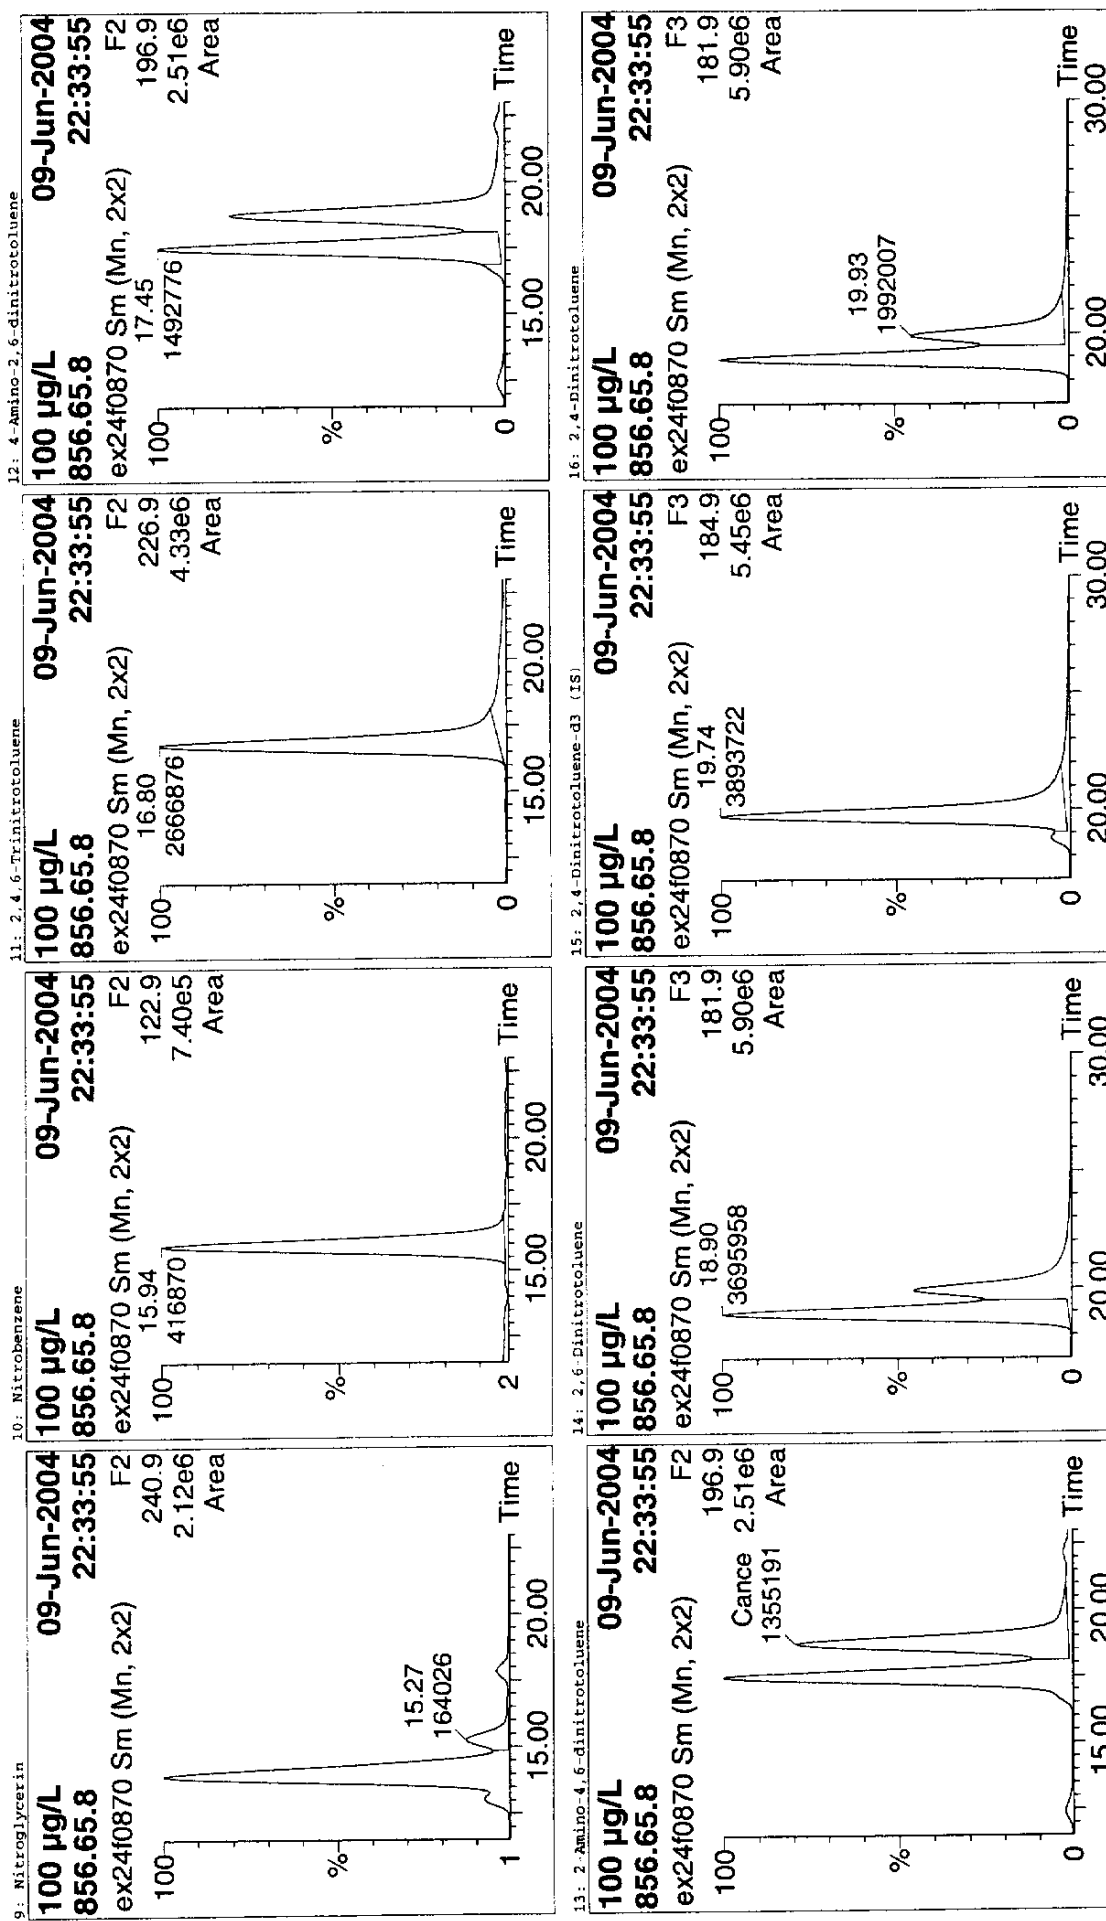 9: Nitroglycerin
100 µg/L 09-Jun-2004
856.65.8 22:33:55
ex24f0870 Sm (Mn, 2x2) F2
240.9
2.12e6
Area
100
%
1
15.27
164026
15.00 20.00 Time
10: Nitrobenzene
100 µg/L 09-Jun-2004
856.65.8 22:33:55
ex24f0870 Sm (Mn, 2x2) F2
15.94 122.9
416870 7.40e5
Area
100
%
2
15.00 20.00 Time
11: 2,4,6-Trinitrotoluene
100 µg/L 09-Jun-2004
856.65.8 22:33:55
ex24f0870 Sm (Mn, 2x2) F2
16.80 226.9
2666876 4.33e6
Area
100
%
0
15.00 20.00 Time
12: 4-Amino-2,6-dinitrotoluene
100 µg/L 09-Jun-2004
856.65.8 22:33:55
ex24f0870 Sm (Mn, 2x2) F2
17.45 196.9
1492776 2.51e6
Area
100
%
0
15.00 20.00 Time
13: 2-Amino-4,6-dinitrotoluene
100 µg/L 09-Jun-2004
856.65.8 22:33:55
ex24f0870 Sm (Mn, 2x2) F2
196.9
Cance 2.51e6
1355191 Area
100
%
0
15.00 20.00 Time
14: 2,6-Dinitrotoluene
100 µg/L 09-Jun-2004
856.65.8 22:33:55
ex24f0870 Sm (Mn, 2x2) F3
18.90 181.9
3695958 5.90e6
Area
100
%
0
20.00 30.00 Time
15: 2,4-Dinitrotoluene-d3 (IS)
100 µg/L 09-Jun-2004
856.65.8 22:33:55
ex24f0870 Sm (Mn, 2x2) F3
19.74 184.9
3893722 5.45e6
Area
100
%
0
20.00 30.00 Time
16: 2,4-Dinitrotoluene
100 µg/L 09-Jun-2004
856.65.8 22:33:55
ex24f0870 Sm (Mn, 2x2) F3
181.9
5.90e6
Area
19.93
1992007
100
%
0
20.00 30.00 Time